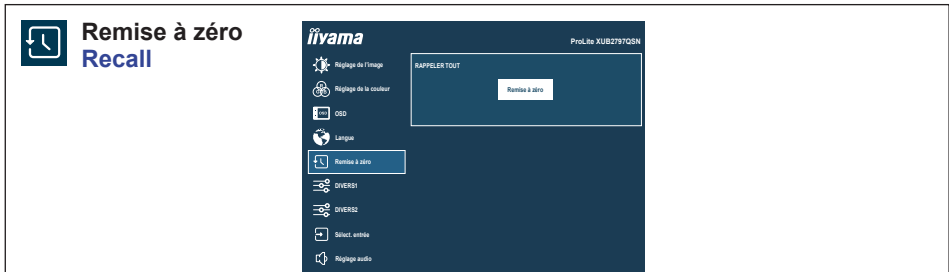 Remise à zéro
Recall
iiyama
ProLite XUB2797QSN
Réglage de l'image
RAPPELER TOUT
Réglage de la couleur
Remise à zéro
OSD
OSD
Langue
Remise à zéro
DIVERS1
DIVERS2
Sélect. entrée
Réglage audio